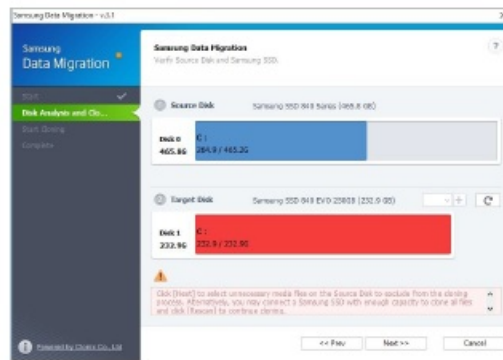 Samsung Data Migration - v.3.1
Samsung
Data Migration
Start
Disk Analysis and Clo...
Start Cloning
Complete
Samsung Data Migration
Verify Source Disk and Samsung SSD.
?
1 Source Disk Samsung SSD 840 Series (465.8 GB)
Disk 0
465.8G
C :
/ 465.2G
2 Target Disk Samsung SSD 840 EVO 250GB (232.9 GB)
Disk 1
232.9G
C :
232.9 / 232.9G
Click [Next] to select unnecessary media files on the Source Disk to exclude from the cloning
process. Alternatively, you may connect a Samsung SSD with enough capacity to clone all files
and click [Rescan] to continue cloning.
Powered by Clonix Co., Ltd
<< Prev Next >> Cancel